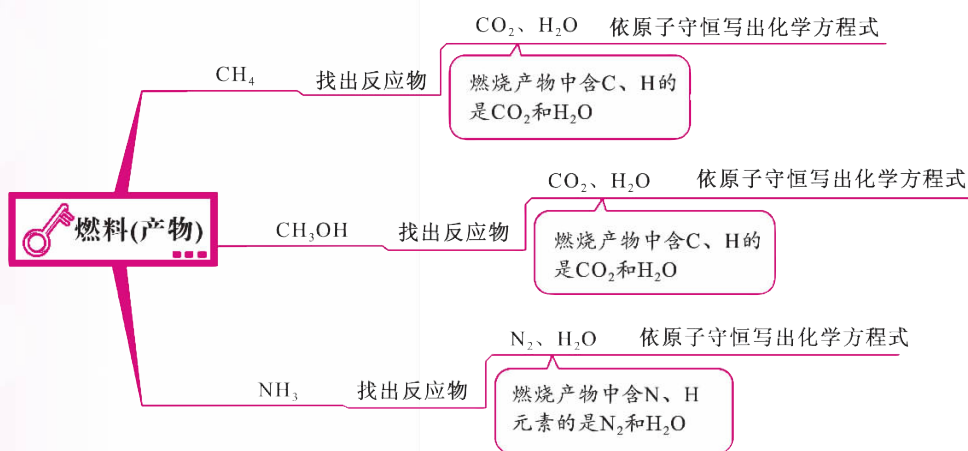 CO₂、H₂O 依原子守恒写出化学方程式
CH₄ 找出反应物
燃烧产物中含C、H的
是CO₂和H₂O
CO₂、H₂O 依原子守恒写出化学方程式
燃料(产物)
CH₃OH 找出反应物
燃烧产物中含C、H的
是CO₂和H₂O
N₂、H₂O 依原子守恒写出化学方程式
NH₃ 找出反应物
燃烧产物中含N、H
元素的是N₂和H₂O